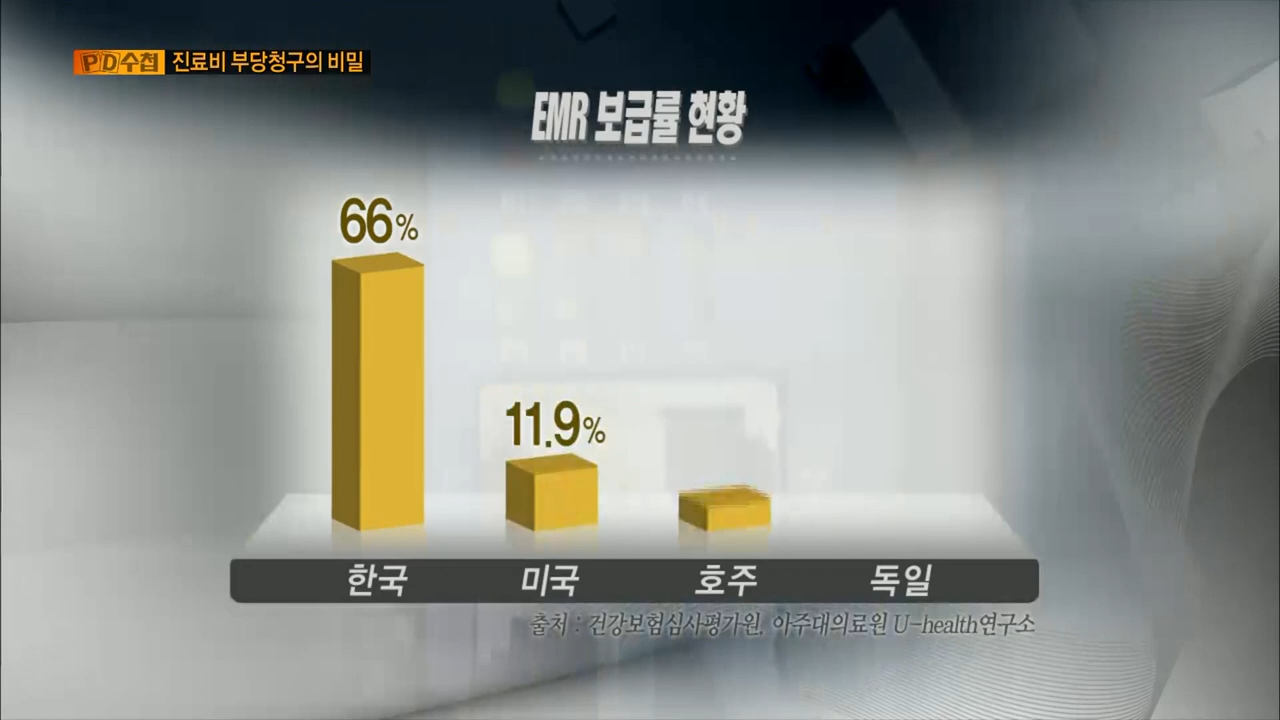 PD수첩 진료비 부당청구의 비밀
EMR 보급률 현황
66%
11.9%
한국 미국 호주 독일
출처 : 건강보험심사평가원, 아주대의료원 U-health연구소